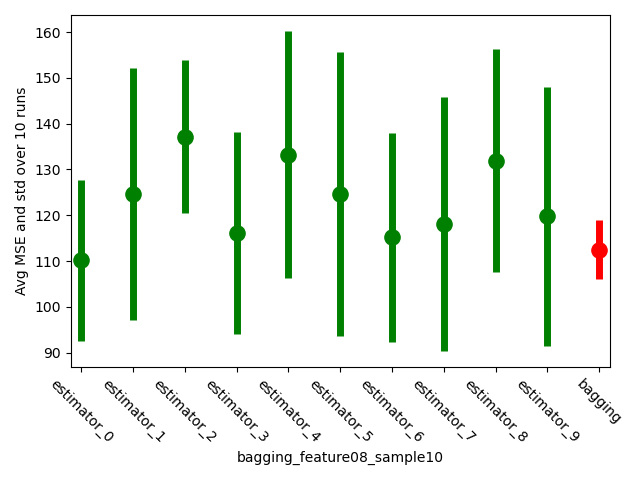 Avg MSE and std over 10 runs
160
150
140
130
120
110
100
90
estimator_0
estimator_1
estimator_2
estimator_3
estimator_4
estimator_5
estimator_6
estimator_7
estimator_8
estimator_9
bagging
bagging_feature08_sample10